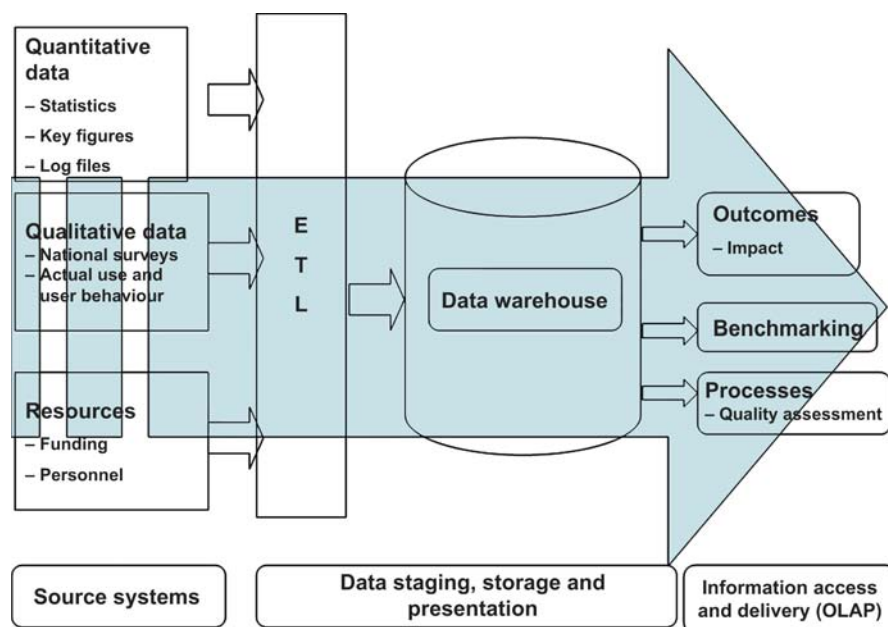 Quantitative
data
– Statistics
– Key figures
– Log files
Qualitative data
– National surveys
– Actual use and
user behaviour
Resources
– Funding
– Personnel
E
T
L
Data warehouse
Outcomes
– Impact
Benchmarking
Processes
– Quality assessment
Source systems
Data staging, storage and
presentation
Information access
and delivery (OLAP)